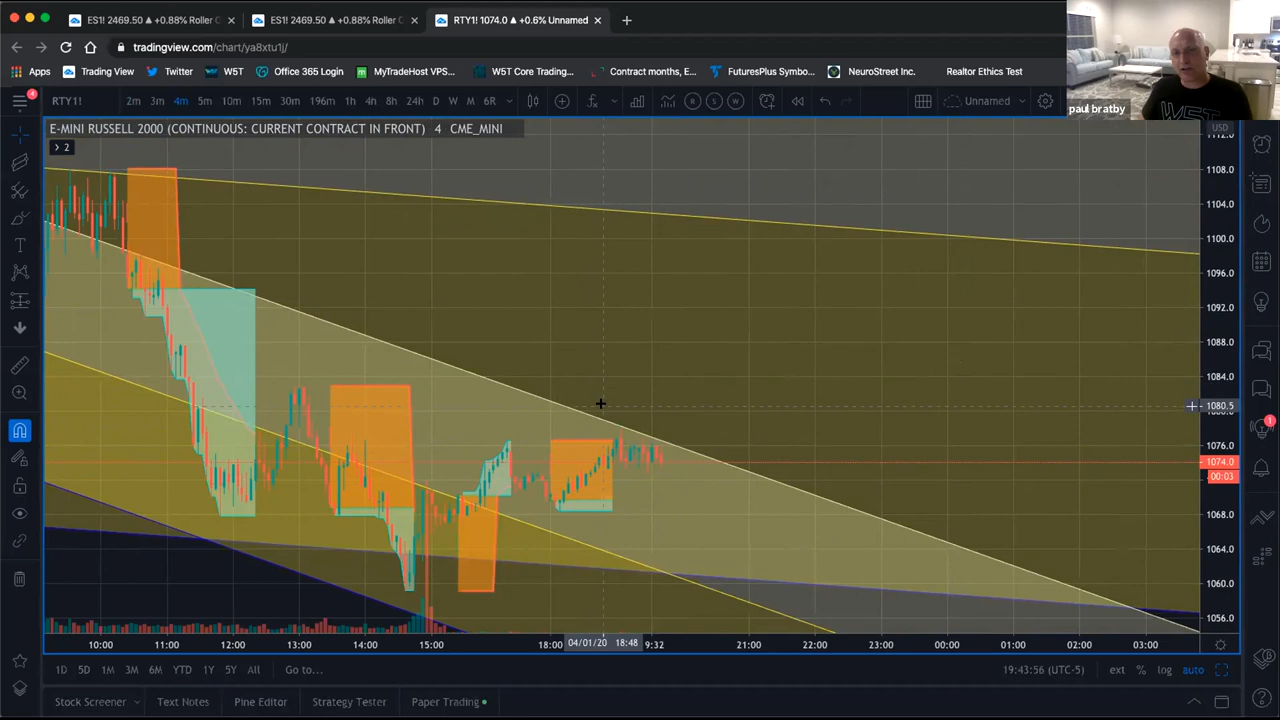 ES1! 2469.50 ▲ +0.88% Roller C
ES1! 2469.50 ▲ +0.88% Roller C
RTY1! 1074.0 ▲ +0.6% Unnamed
tradingview.com/chart/ya8xtu1j/
Apps
Trading View
Twitter
W5T
Office 365 Login
MyTradeHost VPS...
W5T Core Trading...
Contract months, E...
FuturesPlus Symbo...
NeuroStreet Inc.
Realtor Ethics Test
W5T
paul bratby
4
RTY1!
2m 3m 4m 5m 10m 15m 30m 196m 1h 4h 8h 24h D W M 6R
fx
R
S
W
Unnamed
E-MINI RUSSELL 2000 (CONTINUOUS: CURRENT CONTRACT IN FRONT) 4 CME_MINI
USD
2
1112.0
1108.0
1104.0
1100.0
1096.0
1092.0
1088.0
1084.0
1080.5
1080.0
1076.0
1074.0
00:03
1068.0
1064.0
1060.0
1056.0
1
10:00 11:00 12:00 13:00 14:00 15:00 18:00 04/01/20 18:48 9:32 21:00 22:00 23:00 00:00 01:00 02:00 03:00
1D 5D 1M 3M 6M YTD 1Y 5Y All Go to...
19:43:56 (UTC-5) ext % log auto
Stock Screener Text Notes Pine Editor Strategy Tester Paper Trading